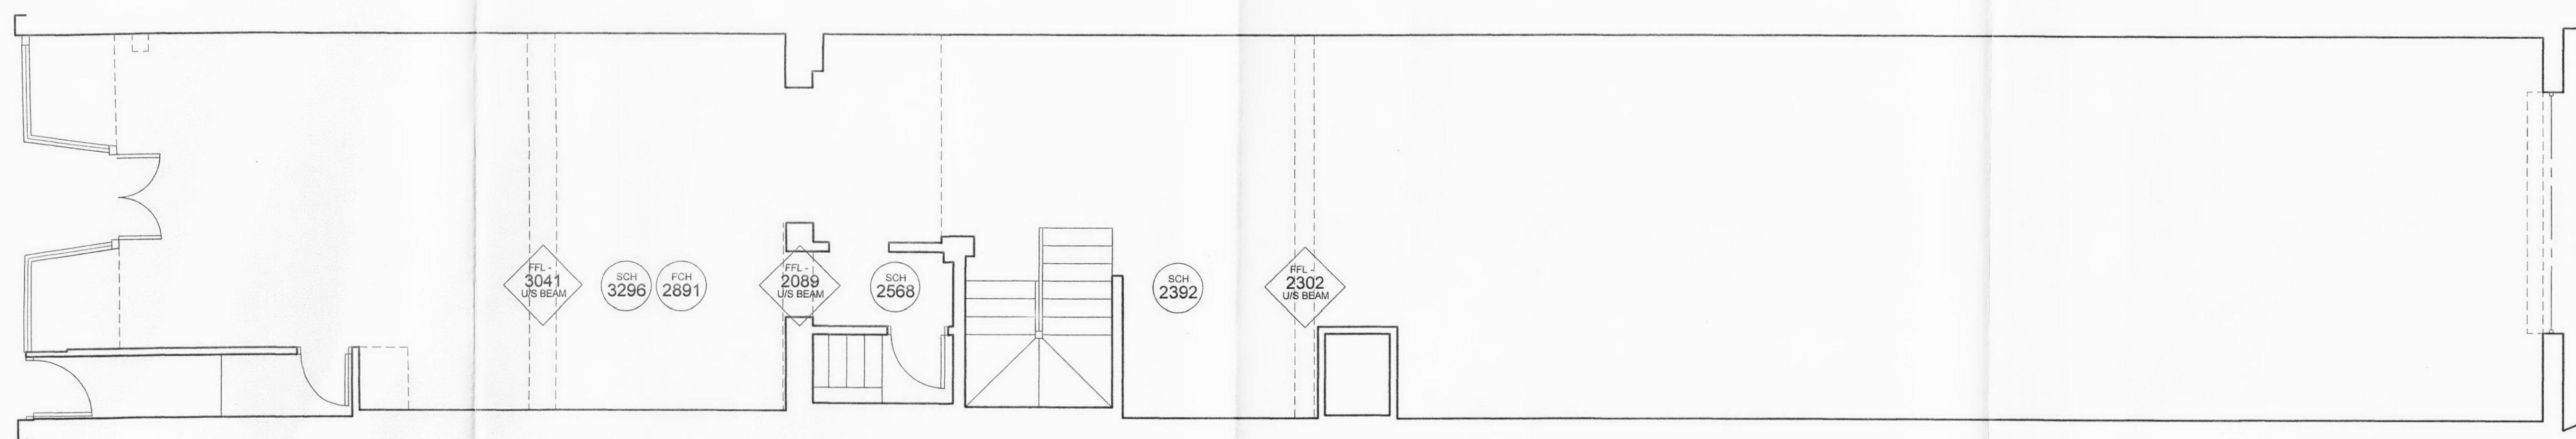 FFL -
3041
U/S BEAM
SCH
3296
FCH
2891
FFL -
2089
U/S BEAM
SCH
2568
SCH
2392
FFL -
2302
U/S BEAM